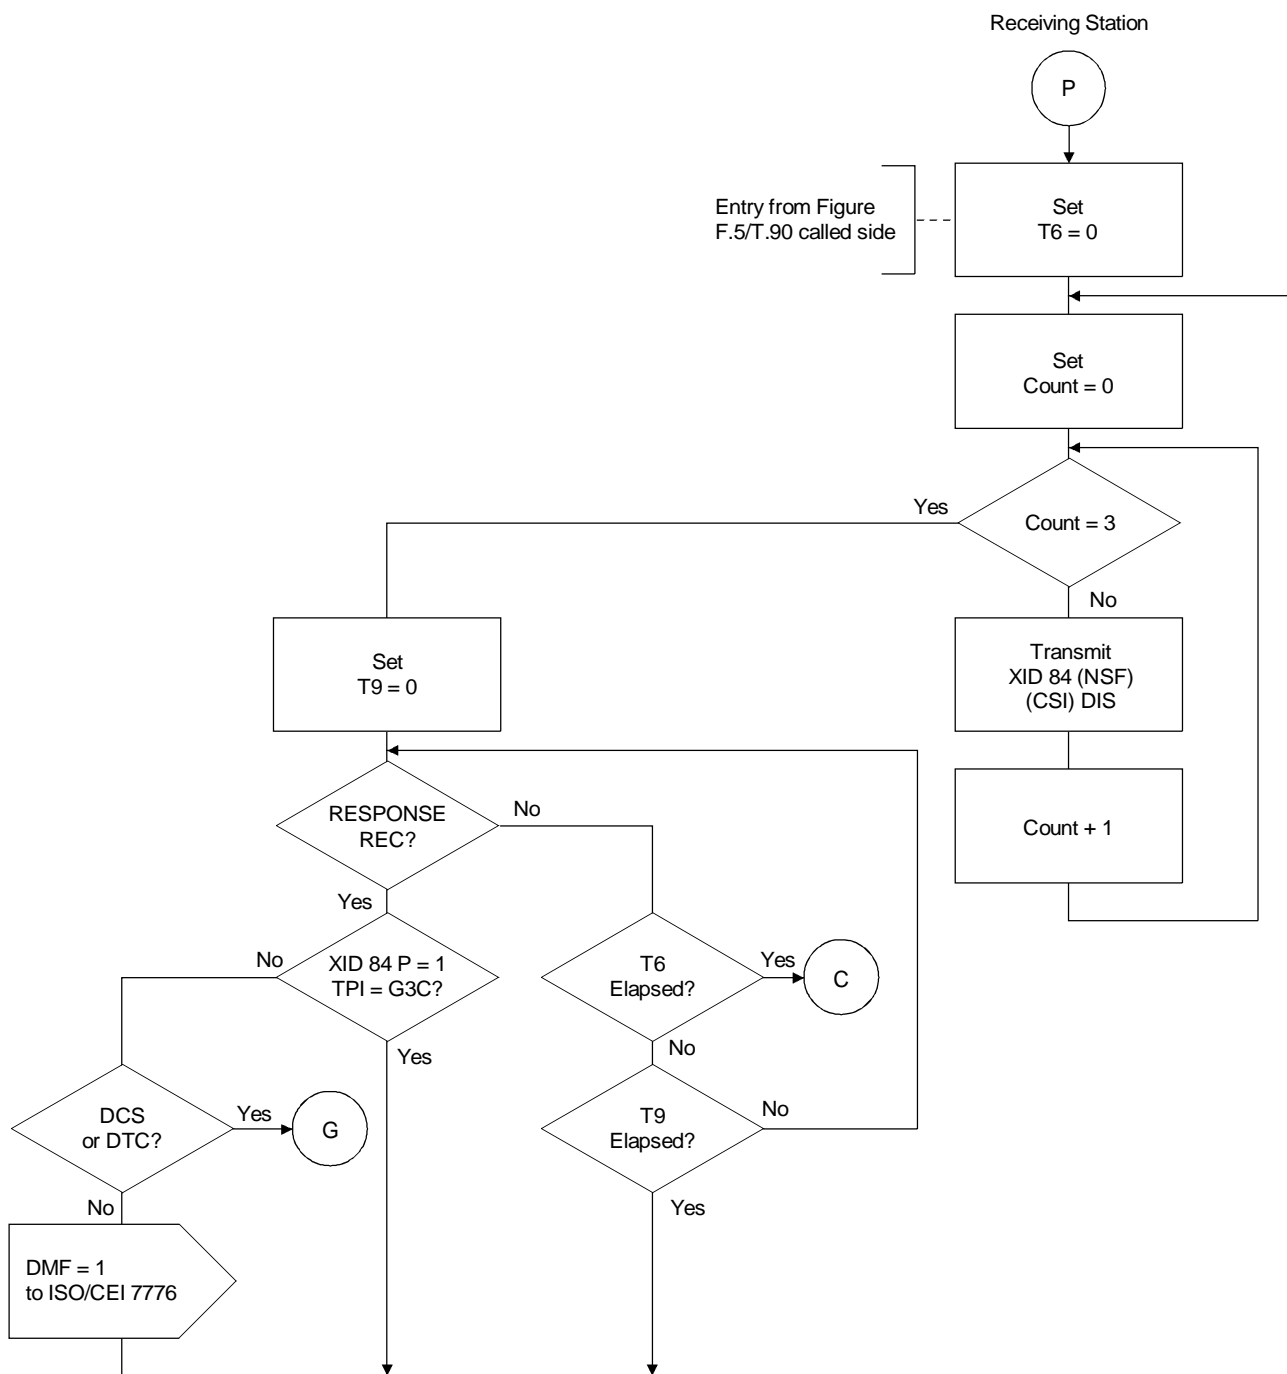 Receiving Station
P
Entry from Figure
F.5/T.90 called side
Set
T6 = 0
Set
Count = 0
Yes
Count = 3
No
Set
T9 = 0
Transmit
XID 84 (NSF)
(CSI) DIS
RESPONSE
REC?
No
Count + 1
Yes
No
XID 84 P = 1
TPI = G3C?
T6
Elapsed?
Yes
C
Yes
No
DCS
or DTC?
Yes
G
T9
Elapsed?
No
No
Yes
DMF = 1
to ISO/CEI 7776